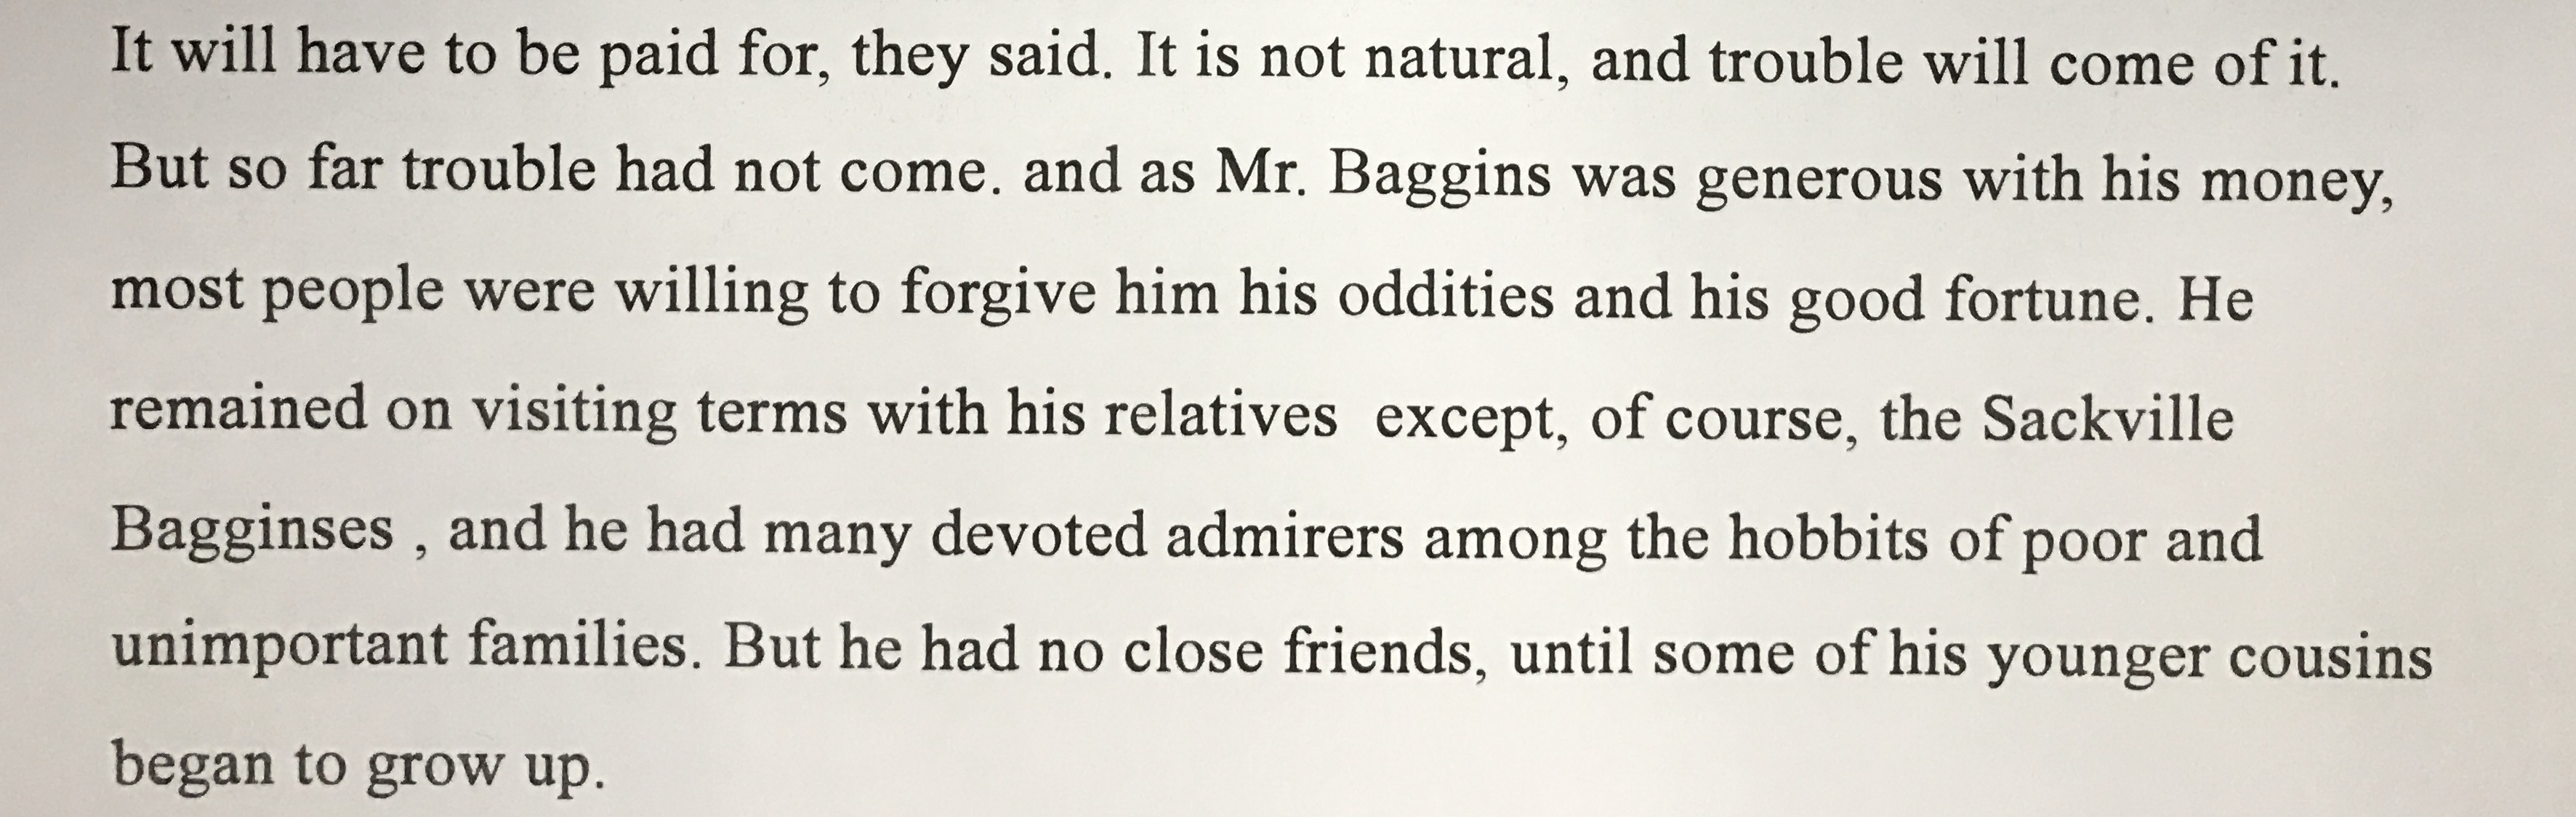 It will have to be paid for, they said. It is not natural, and trouble will come of it.
But so far trouble had not come. and as Mr. Baggins was generous with his money,
most people were willing to forgive him his oddities and his good fortune. He
remained on visiting terms with his relatives  except, of course, the Sackville
Bagginses , and he had many devoted admirers among the hobbits of poor and
unimportant families. But he had no close friends, until some of his younger cousins
began to grow up.